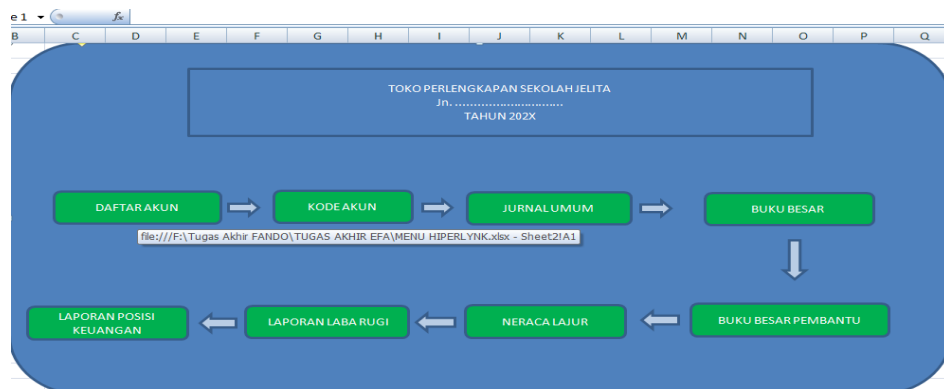 e 1
fx
B C D E F G H I J K L M N O P Q
TOKO PERLENGKAPAN SEKOLAH JELITA
Jn. ..............................
TAHUN 202X
DAFTAR AKUN
KODE AKUN
JURNAL UMUM
BUKU BESAR
file:///F:\Tugas Akhir FANDO\TUGAS AKHIR EFA\MENU HIPERLYNK.xlsx - Sheet2!A1
LAPORAN POSISI
KEUANGAN
LAPORAN LABA RUGI
NERACA LAJUR
BUKU BESAR PEMBANTU